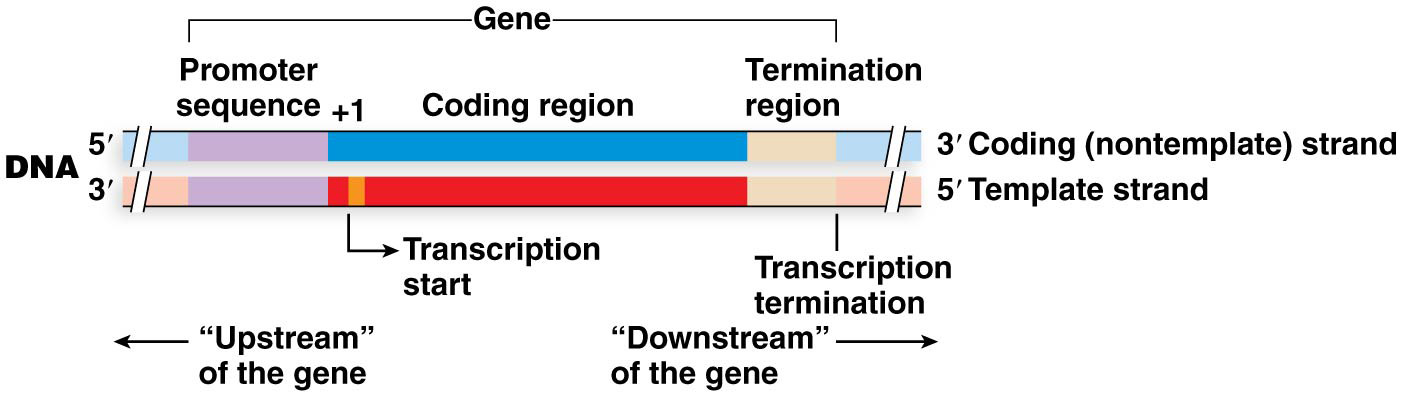 Gene
Promoter
sequence
+1
Coding region
Termination
region
DNA
5′
3′ Coding (nontemplate) strand
3′
5′ Template strand
Transcription
start
Transcription
termination
“Upstream”
of the gene
“Downstream”
of the gene